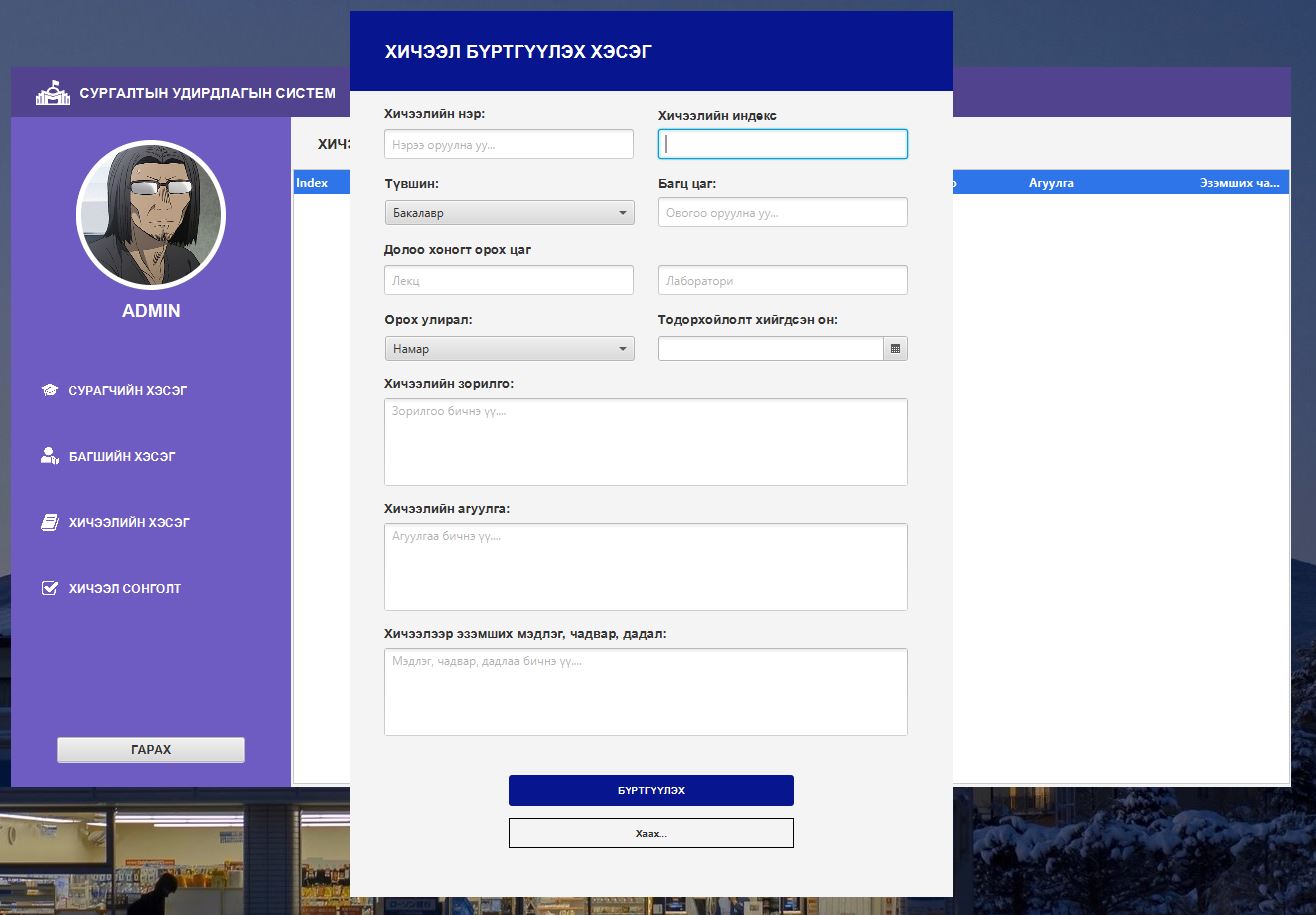 ХИЧЭЭЛ БҮРТГҮҮЛЭХ ХЭСЭГ
СУРГАЛТЫН УДИРДЛАГЫН СИСТЕМ
ADMIN
СУРАГЧИЙН ХЭСЭГ
БАГШИЙН ХЭСЭГ
ХИЧЭЭЛИЙН ХЭСЭГ
ХИЧЭЭЛ СОНГОЛТ
ГАРАХ
Index
Агуулга
Эзэмших ча...
Хичээлийн нэр:
Хичээлийн индекс
Нэрээ оруулна уу...
Түвшин:
Багц цаг:
Бакалавр
Овогоо оруулна уу...
Долоо хоногт орох цаг
Лекц
Лаборатори
Орох улирал:
Тодорхойлолт хийгдсэн он:
Намар
Хичээлийн зорилго:
Зорилгоо бичнэ үү....
Хичээлийн агуулга:
Агуулгаа бичнэ үү....
Хичээлээр эзэмших мэдлэг, чадвар, дадал:
Мэдлэг, чадвар, дадлаа бичнэ үү....
БҮРТГҮҮЛЭХ
Хаах...